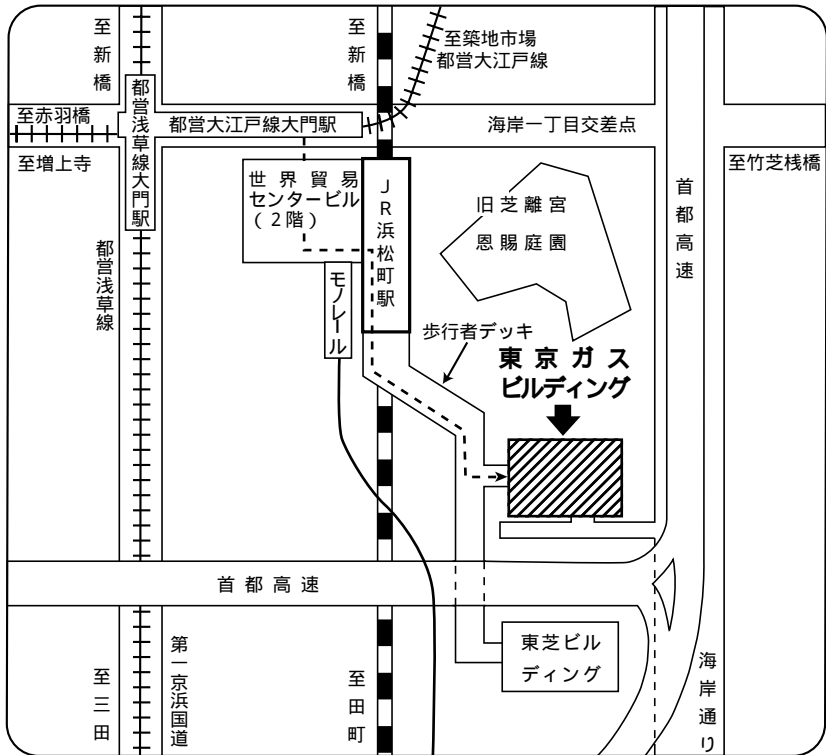 至新橋
至新橋
至築地市場
都営大江戸線
至赤羽橋
都営浅草線大門駅
都営大江戸線大門駅
海岸一丁目交差点
至増上寺
至竹芝桟橋
世界貿易
センタービル
(2階)
JR浜松町駅
旧芝離宮
恩賜庭園
首都高速
都営浅草線
モノレール
歩行者デッキ
東京ガス
ビルディング
首都高速
東芝ビル
ディング
至三田
第一京浜国道
至田町
海岸通り